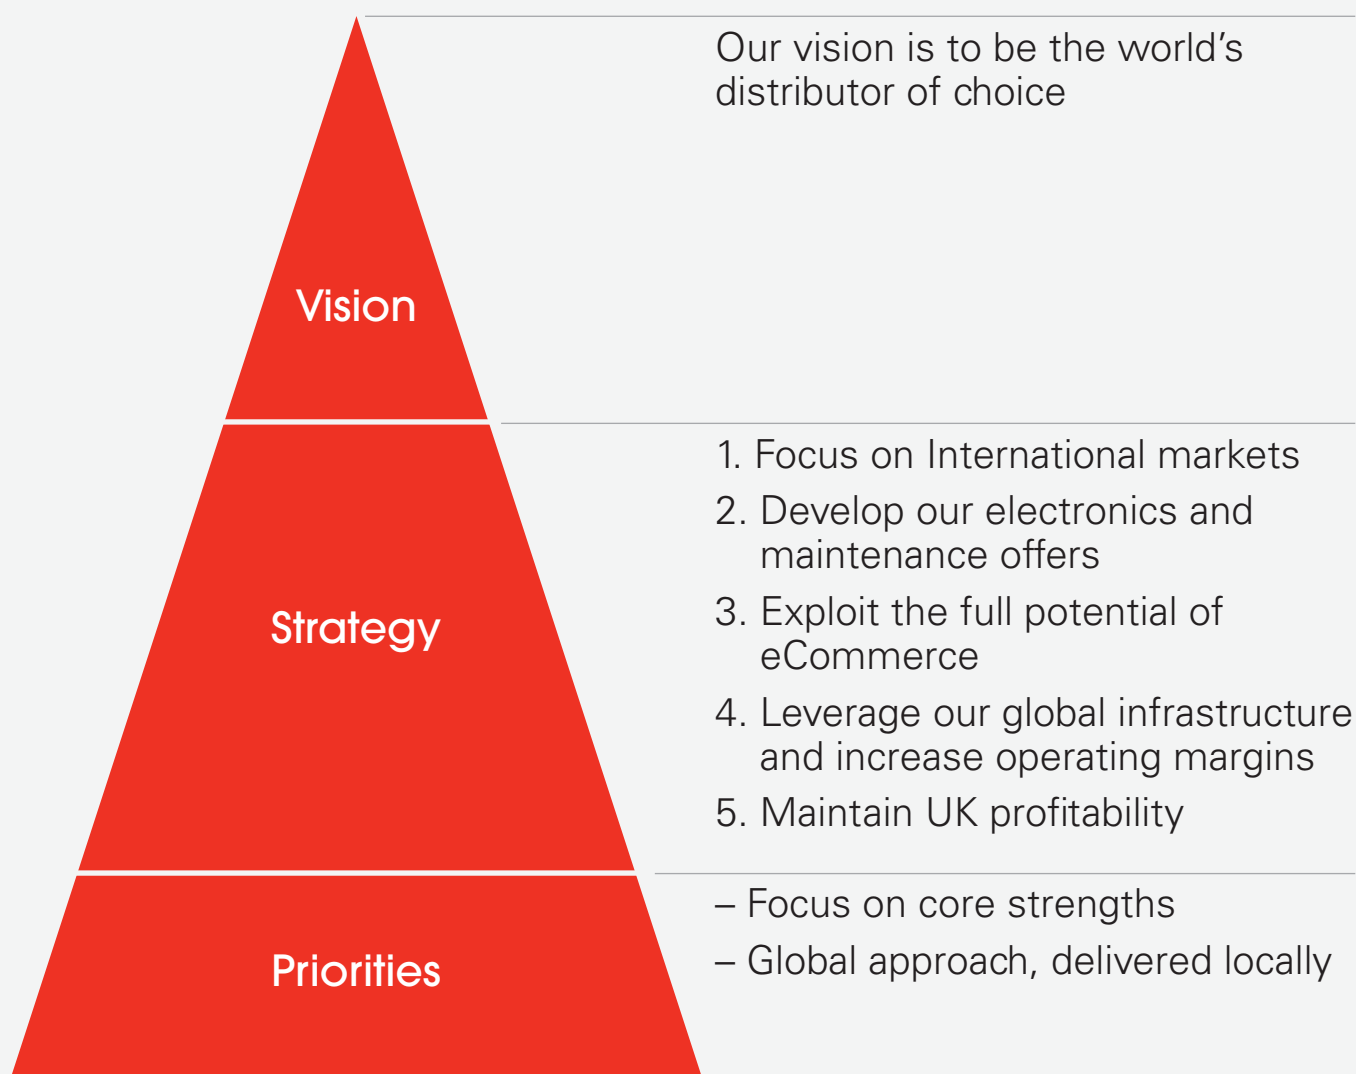 Our vision is to be the world’s
distributor of choice
Vision
1. Focus on International markets
2. Develop our electronics and
maintenance offers
3. Exploit the full potential of
eCommerce
4. Leverage our global infrastructure
and increase operating margins
5. Maintain UK profitability
Strategy
– Focus on core strengths
– Global approach, delivered locally
Priorities